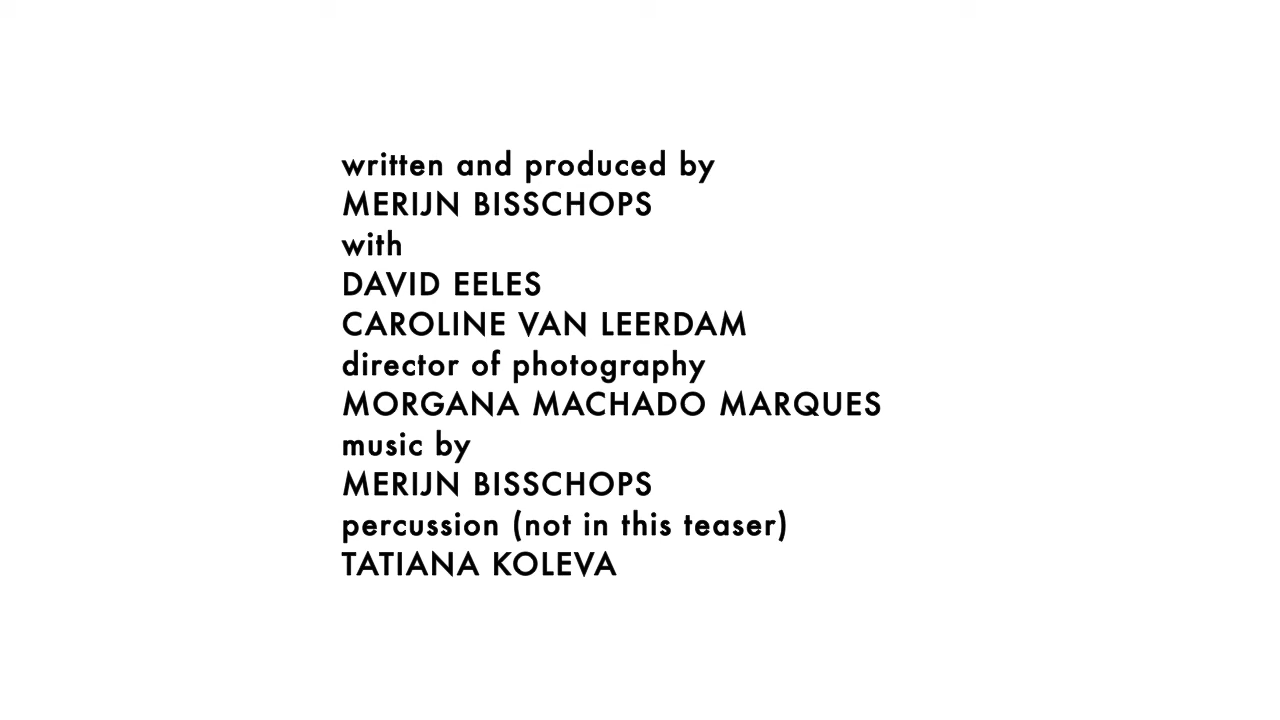 written and produced by
MERIJN BISSCHOPS
with
DAVID EELES
CAROLINE VAN LEERDAM
director of photography
MORGANA MACHADO MARQUES
music by
MERIJN BISSCHOPS
percussion (not in this teaser)
TATIANA KOLEVA